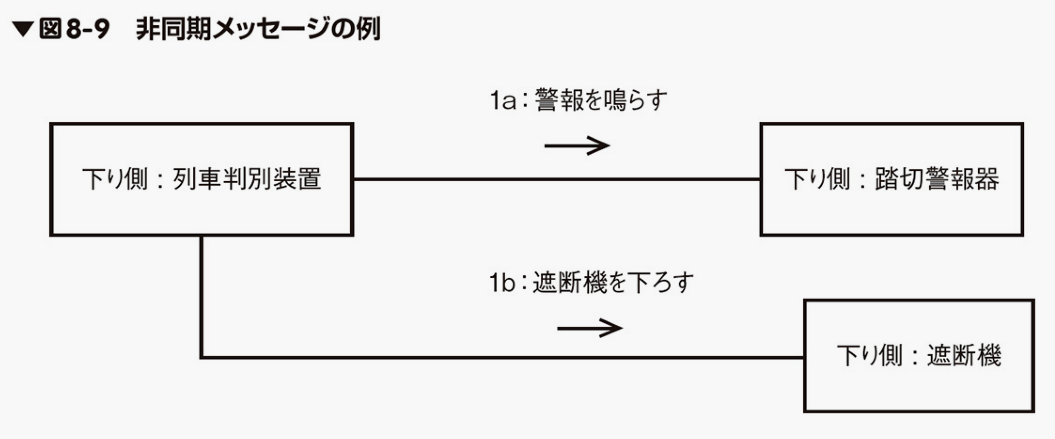 ▼図8-9 非同期メッセージの例
1a：警報を鳴らす
下り側：列車判別装置
下り側：踏切警報器
1b：遮断機を下ろす
下り側：遮断機